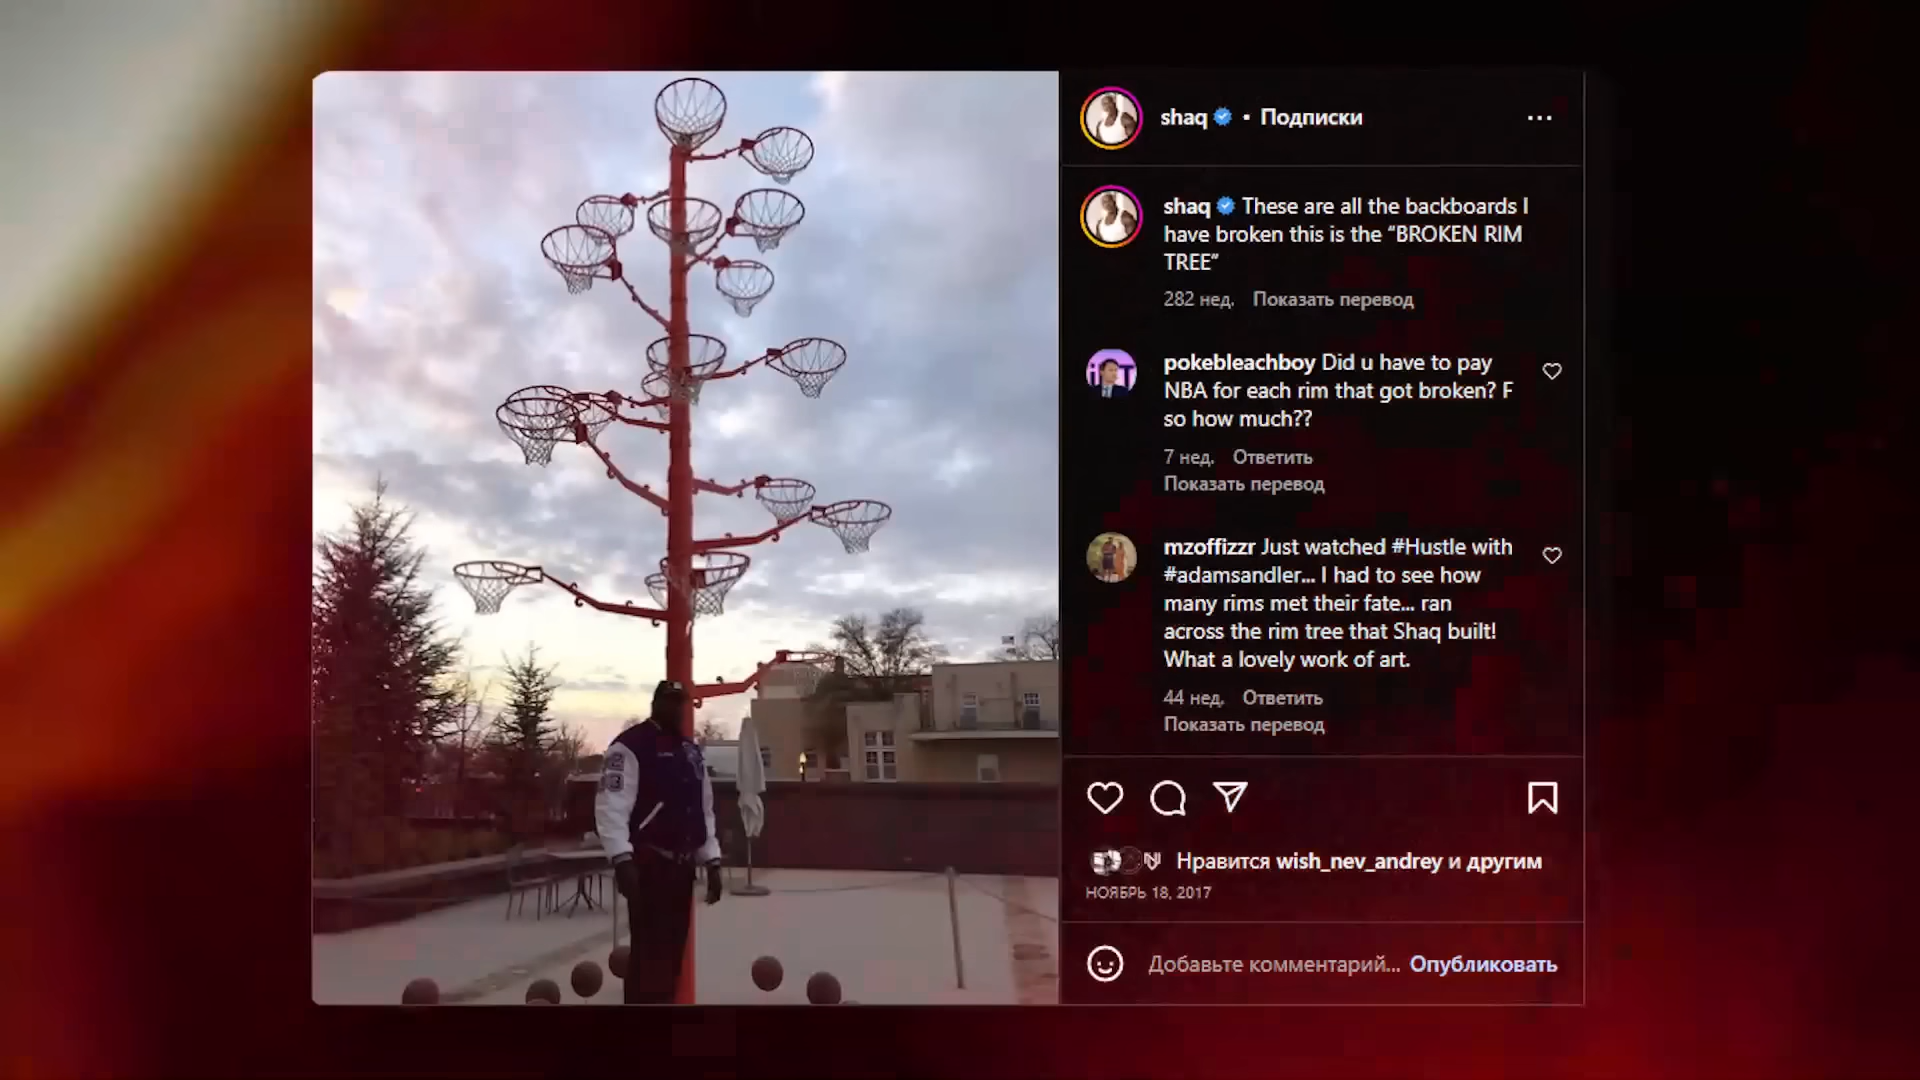 shaq • Подписки
shaq These are all the backboards I
have broken this is the “BROKEN RIM
TREE”
282 нед. Показать перевод
pokebleachboy Did u have to pay
NBA for each rim that got broken? F
so how much??
7 нед. Ответить
Показать перевод
mzoffizzr Just watched #Hustle with
#adamsandler... I had to see how
many rims met their fate... ran
across the rim tree that Shaq built!
What a lovely work of art.
44 нед. Ответить
Показать перевод
Нравится wish_nev_andrey и другим
НОЯБРЬ 18, 2017
Добавьте комментарий... Опубликовать